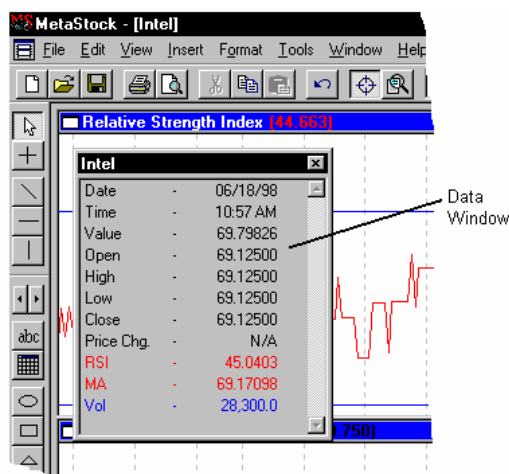 MetaStock - [Intel]
File Edit View Insert Format Tools Window Help
Relative Strength Index (44.663)
Intel
Date - 06/18/98
Time - 10:57 AM
Value - 69.79826
Open - 69.12500
High - 69.12500
Low - 69.12500
Close - 69.12500
Price Chg. - N/A
RSI - 45.0403
MA - 69.17098
Vol - 28,300.0
Data
Window
abc
.750)